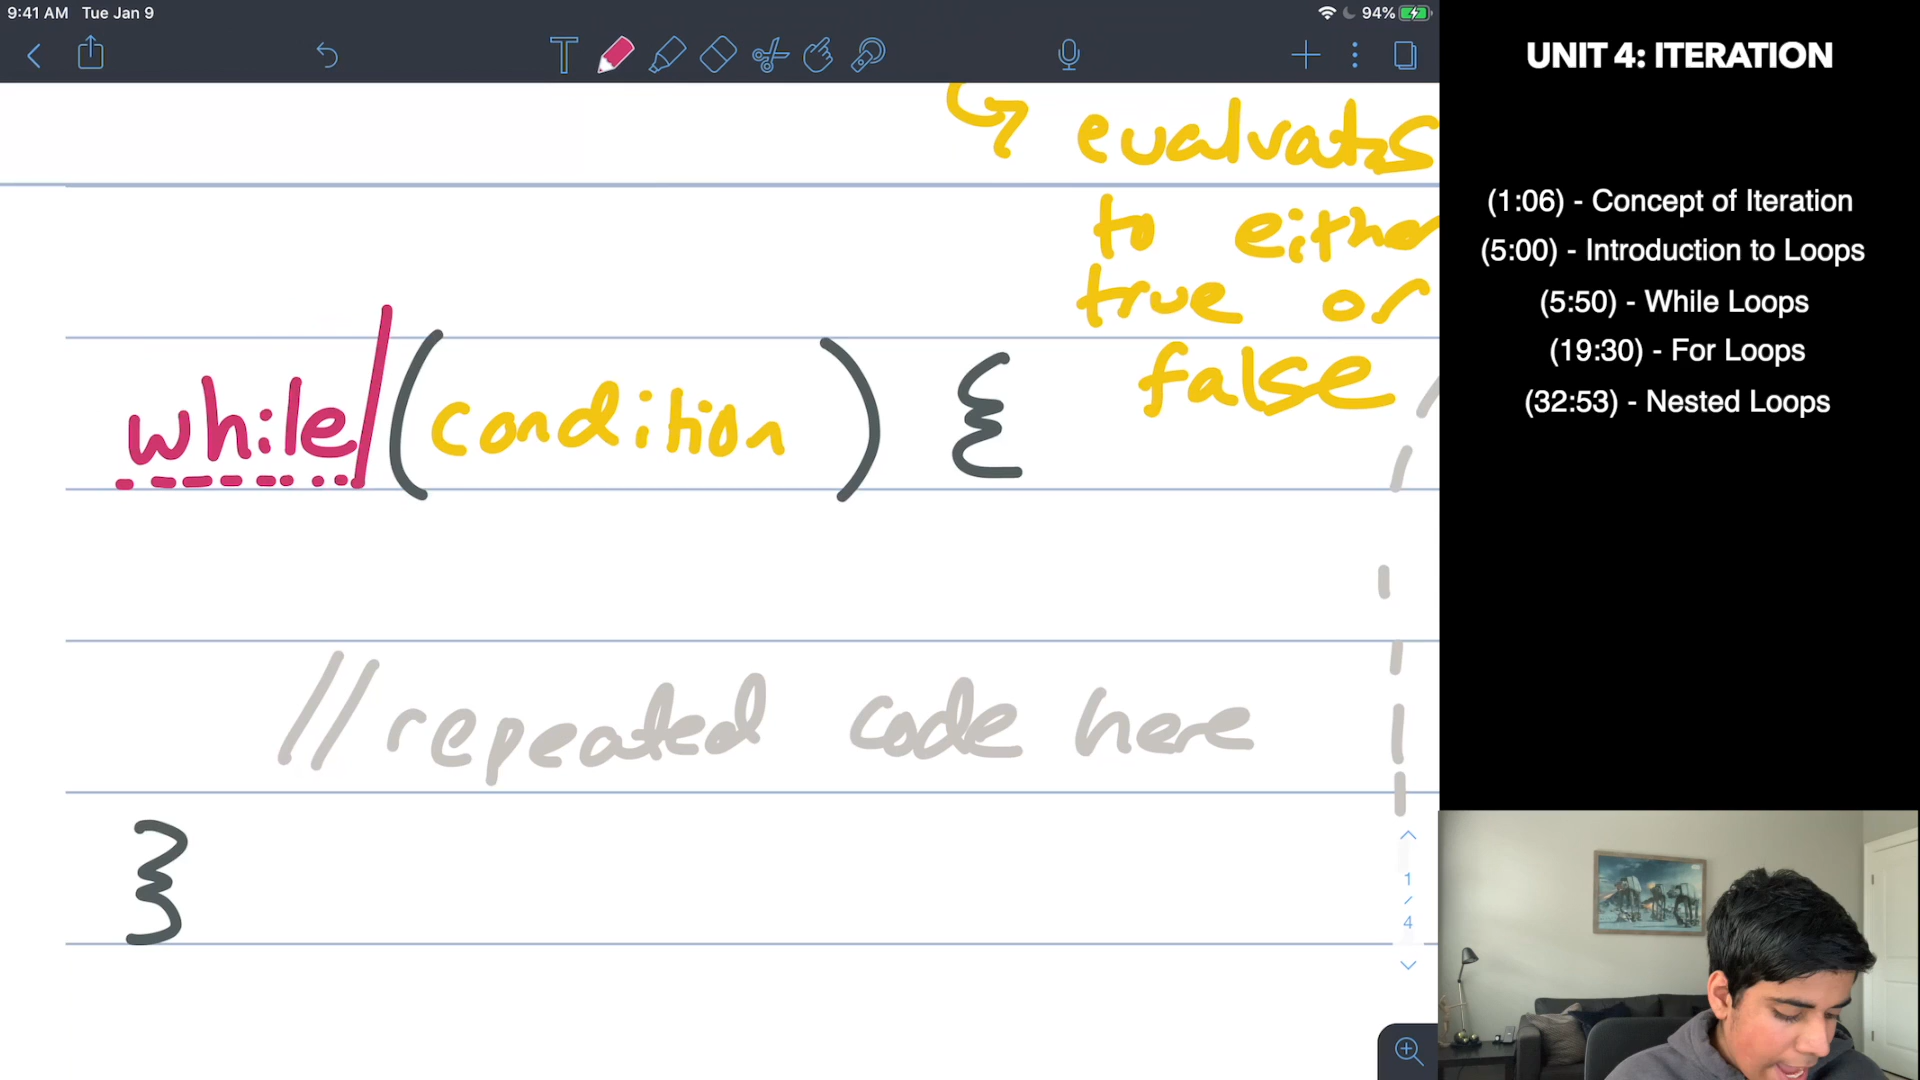 9:41 AM Tue Jan 9
94%
evaluates
to either
true or
false
while (condition) {
// repeated code here
}
1
/
4
UNIT 4: ITERATION
(1:06) - Concept of Iteration
(5:00) - Introduction to Loops
(5:50) - While Loops
(19:30) - For Loops
(32:53) - Nested Loops